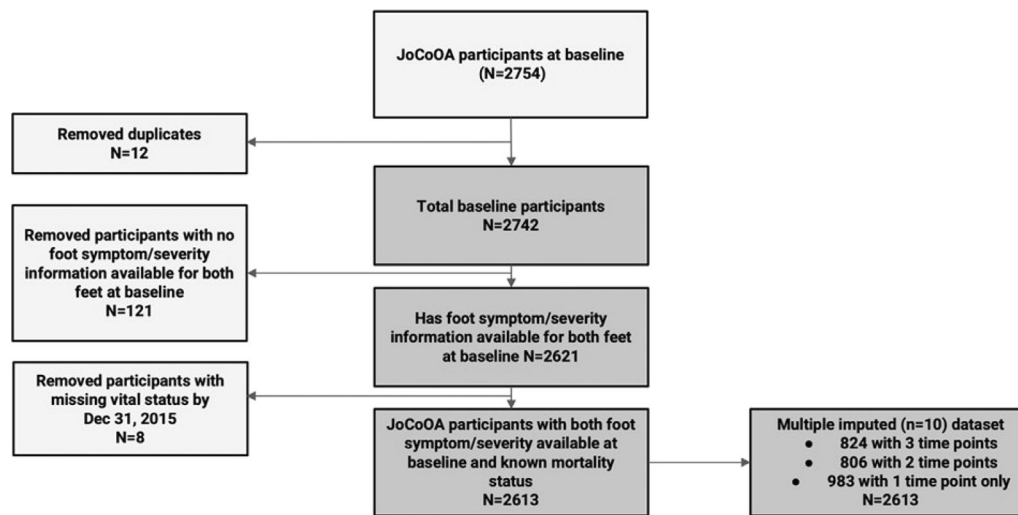 JoCoOA participants at baseline
(N=2754)
Removed duplicates
N=12
Total baseline participants
N=2742
Removed participants with no
foot symptom/severity
information available for both
feet at baseline
N=121
Has foot symptom/severity
information available for both feet
at baseline N=2621
Removed participants with
missing vital status by
Dec 31, 2015
N=8
JoCoOA participants with both foot
symptom/severity available at
baseline and known mortality
status
N=2613
Multiple imputed (n=10) dataset
● 824 with 3 time points
● 806 with 2 time points
● 983 with 1 time point only
N=2613